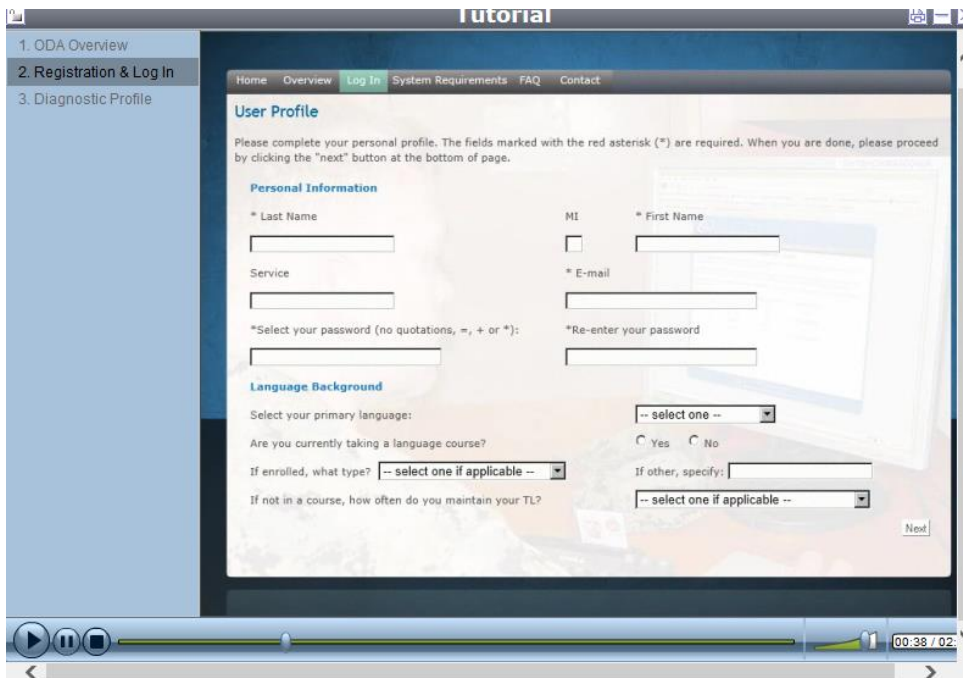 Tutorial
1. ODA Overview
2. Registration & Log In
3. Diagnostic Profile
Home Overview Log In System Requirements FAQ Contact
User Profile
Please complete your personal profile. The fields marked with the red asterisk (*) are required. When you are done, please proceed
by clicking the "next" button at the bottom of page.
Personal Information
* Last Name MI * First Name
Service * E-mail
*Select your password (no quotations, =, + or *): *Re-enter your password
Language Background
Select your primary language: -- select one --
Are you currently taking a language course? Yes No
If enrolled, what type? -- select one if applicable -- If other, specify:
If not in a course, how often do you maintain your TL? -- select one if applicable --
Next
00:38 / 02: